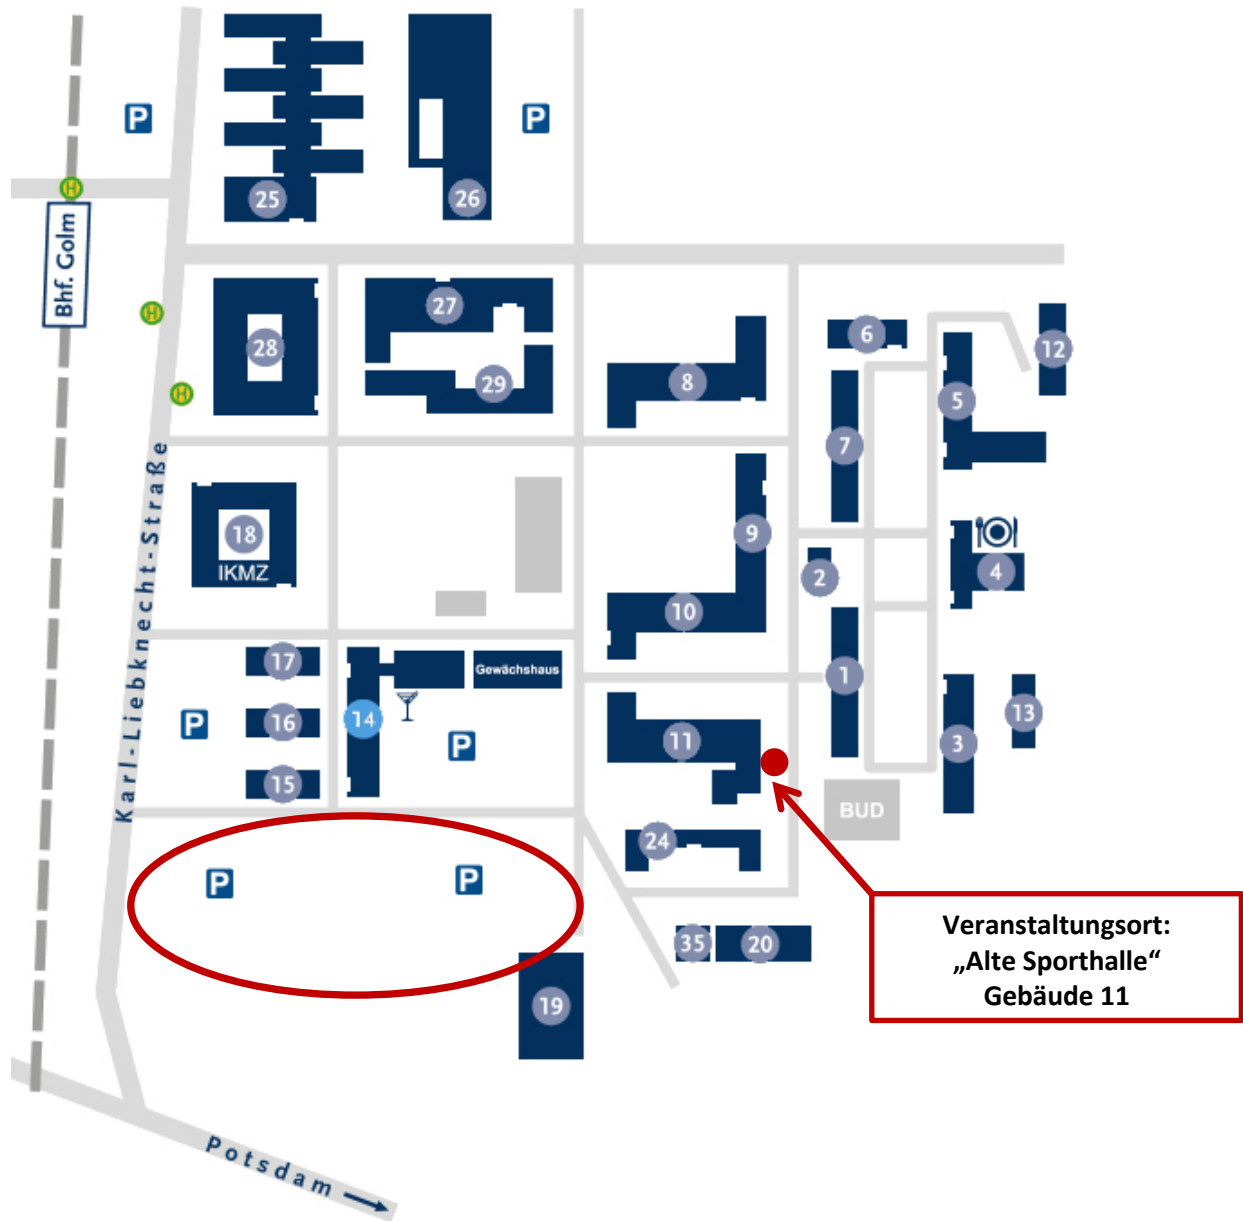 P
P
25
26
H
Bhf. Golm
H
H
28
27
29
8
6
12
5
7
Karl-Liebknecht-Straße
18
IKMZ
9
2
4
10
17
16
15
14
Gewächshaus
P
P
1
13
3
11
BUD
24
P
P
35
20
19
Veranstaltungsort:
„Alte Sporthalle“
Gebäude 11
Potsdam